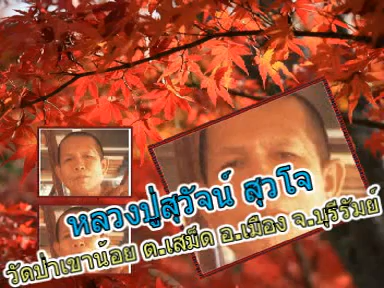 หลวงปู่สุวัจน์ สุวโจ
วัดป่าเขาน้อย ต.เสม็ด อ.เมือง จ.บุรีรัมย์